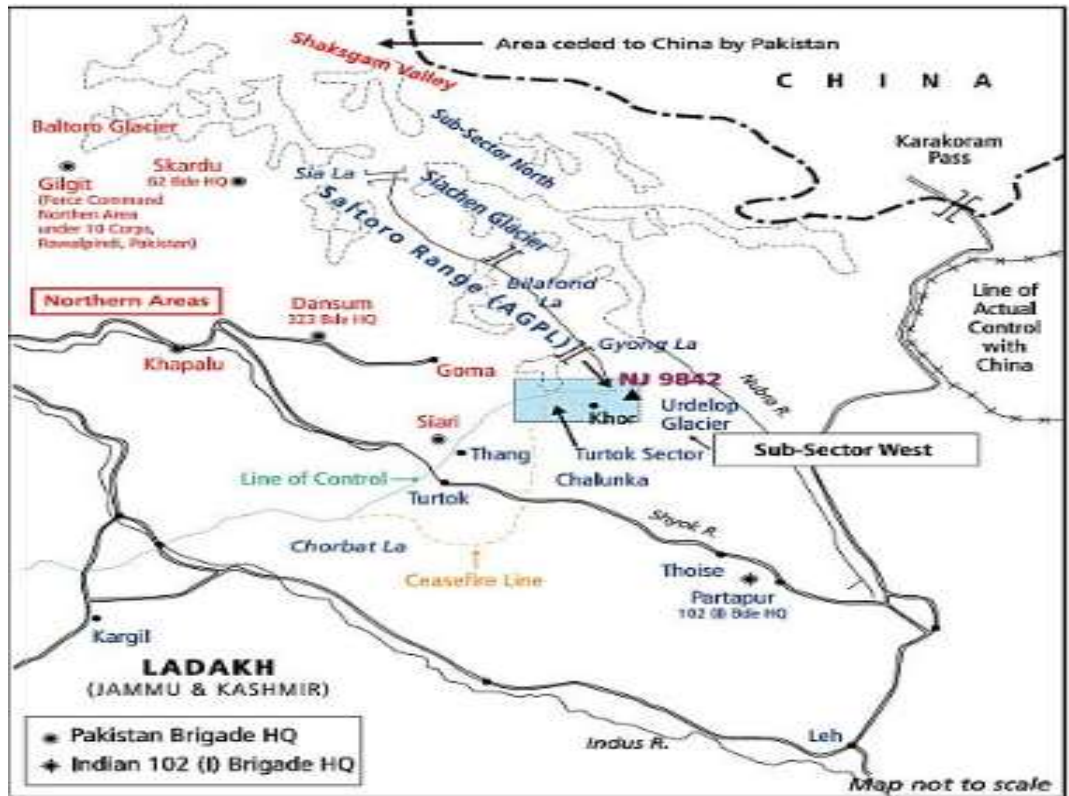 Shaksgam Valley
Area ceded to China by Pakistan
CHINA
Baltoro Glacier
Sub-Sector North
Karakoram
Pass
Skardu
62 Bde HQ
Gilgit
(Force Command
Northen Area
under 10 Corps,
Rawalpindi, Pakistan)
Sia La
Siachen Glacier
Saltoro Range (AGPL)
Bilafond
La
Line of
Actual
Control
with
China
Northern Areas
Dansum
323 Bde HQ
Khapalu
Goma
Gyong La
NJ 9842
Nubra R.
Khor
Urdelop
Glacier
Siari
Thang
Turtok Sector
Sub-Sector West
Line of Control
Turtok
Chalunka
Shyok R.
Chorbat La
Ceasefire Line
Thoise
Partapur
102 (I) Bde HQ
Kargil
LADAKH
(JAMMU & KASHMIR)
Pakistan Brigade HQ
Indian 102 (I) Brigade HQ
Indus R.
Leh
Map not to scale